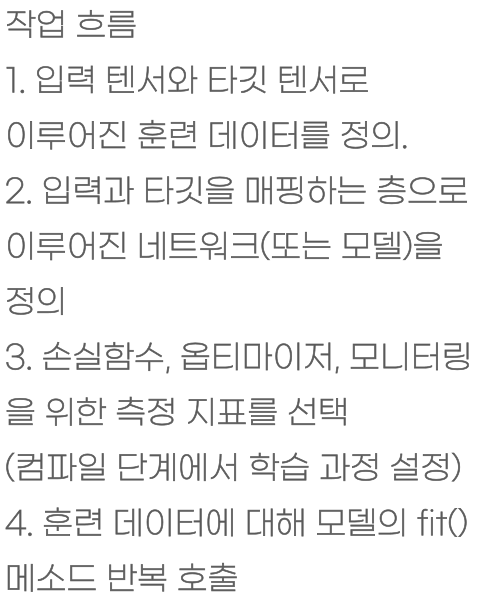 작업 흐름
1. 입력 텐서와 타깃 텐서로
이루어진 훈련 데이터를 정의.
2. 입력과 타깃을 매핑하는 층으로
이루어진 네트워크(또는 모델)을
정의
3. 손실함수, 옵티마이저, 모니터링
을 위한 측정 지표를 선택
(컴파일 단계에서 학습 과정 설정)
4. 훈련 데이터에 대해 모델의 fit()
메소드 반복 호출